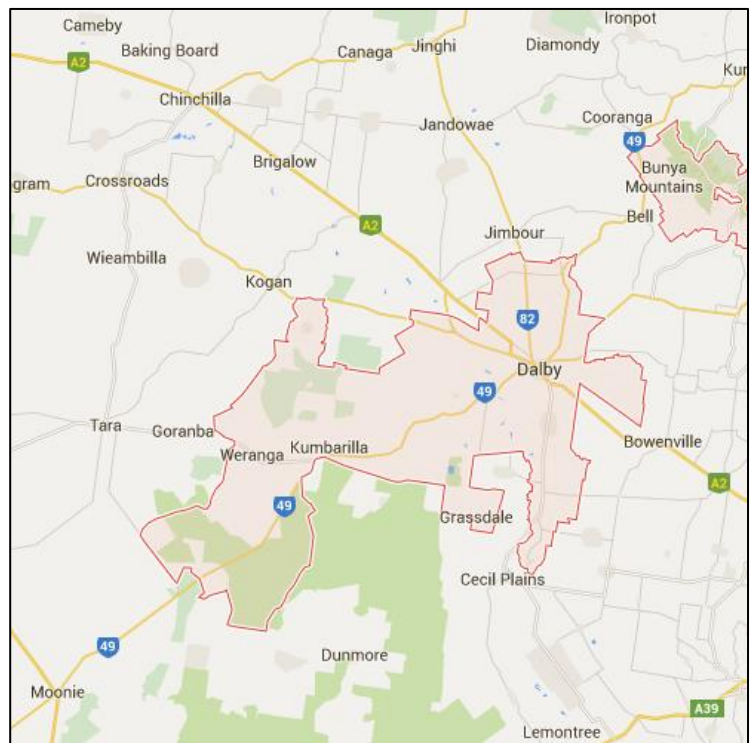 Cameby
Ironpot
Baking Board
Canaga
Jinghi
Diamondy
A2
Kur
Chinchilla
Cooranga
Jandowae
49
Brigalow
Bunya
Mountains
gram
Crossroads
Bell
A2
Jimbour
Wieambilla
Kogan
82
Dalby
49
Tara
Goranba
Bowenville
Kumbarilla
Weranga
A2
49
Grassdale
Cecil Plains
49
Dunmore
Moonie
A39
Lemontree